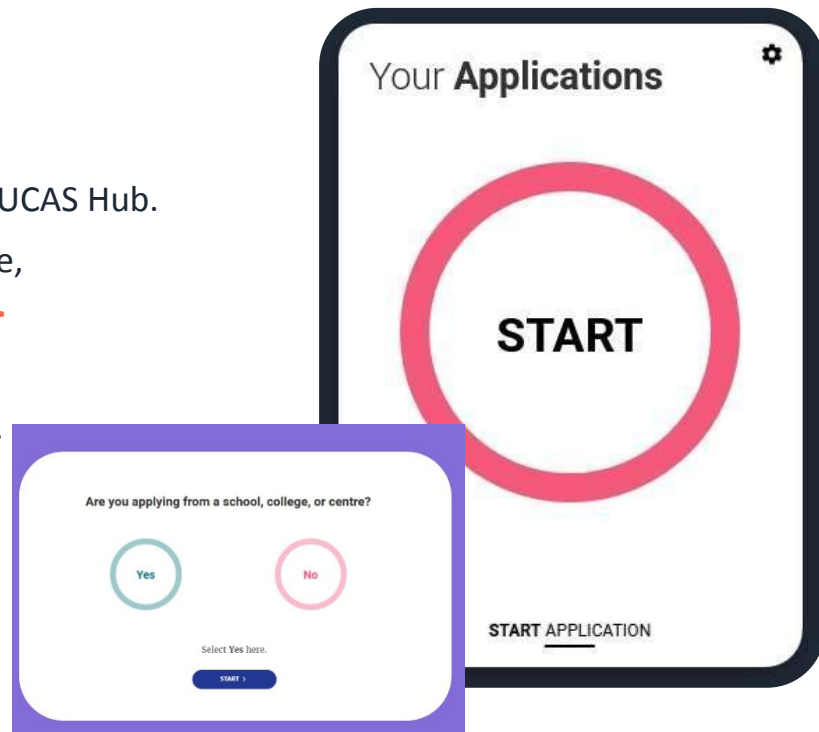 UCAS Hub.
e,
.
.
Your Applications
START
START APPLICATION
Are you applying from a school, college, or centre?
Yes
No
Select Yes here.
START >